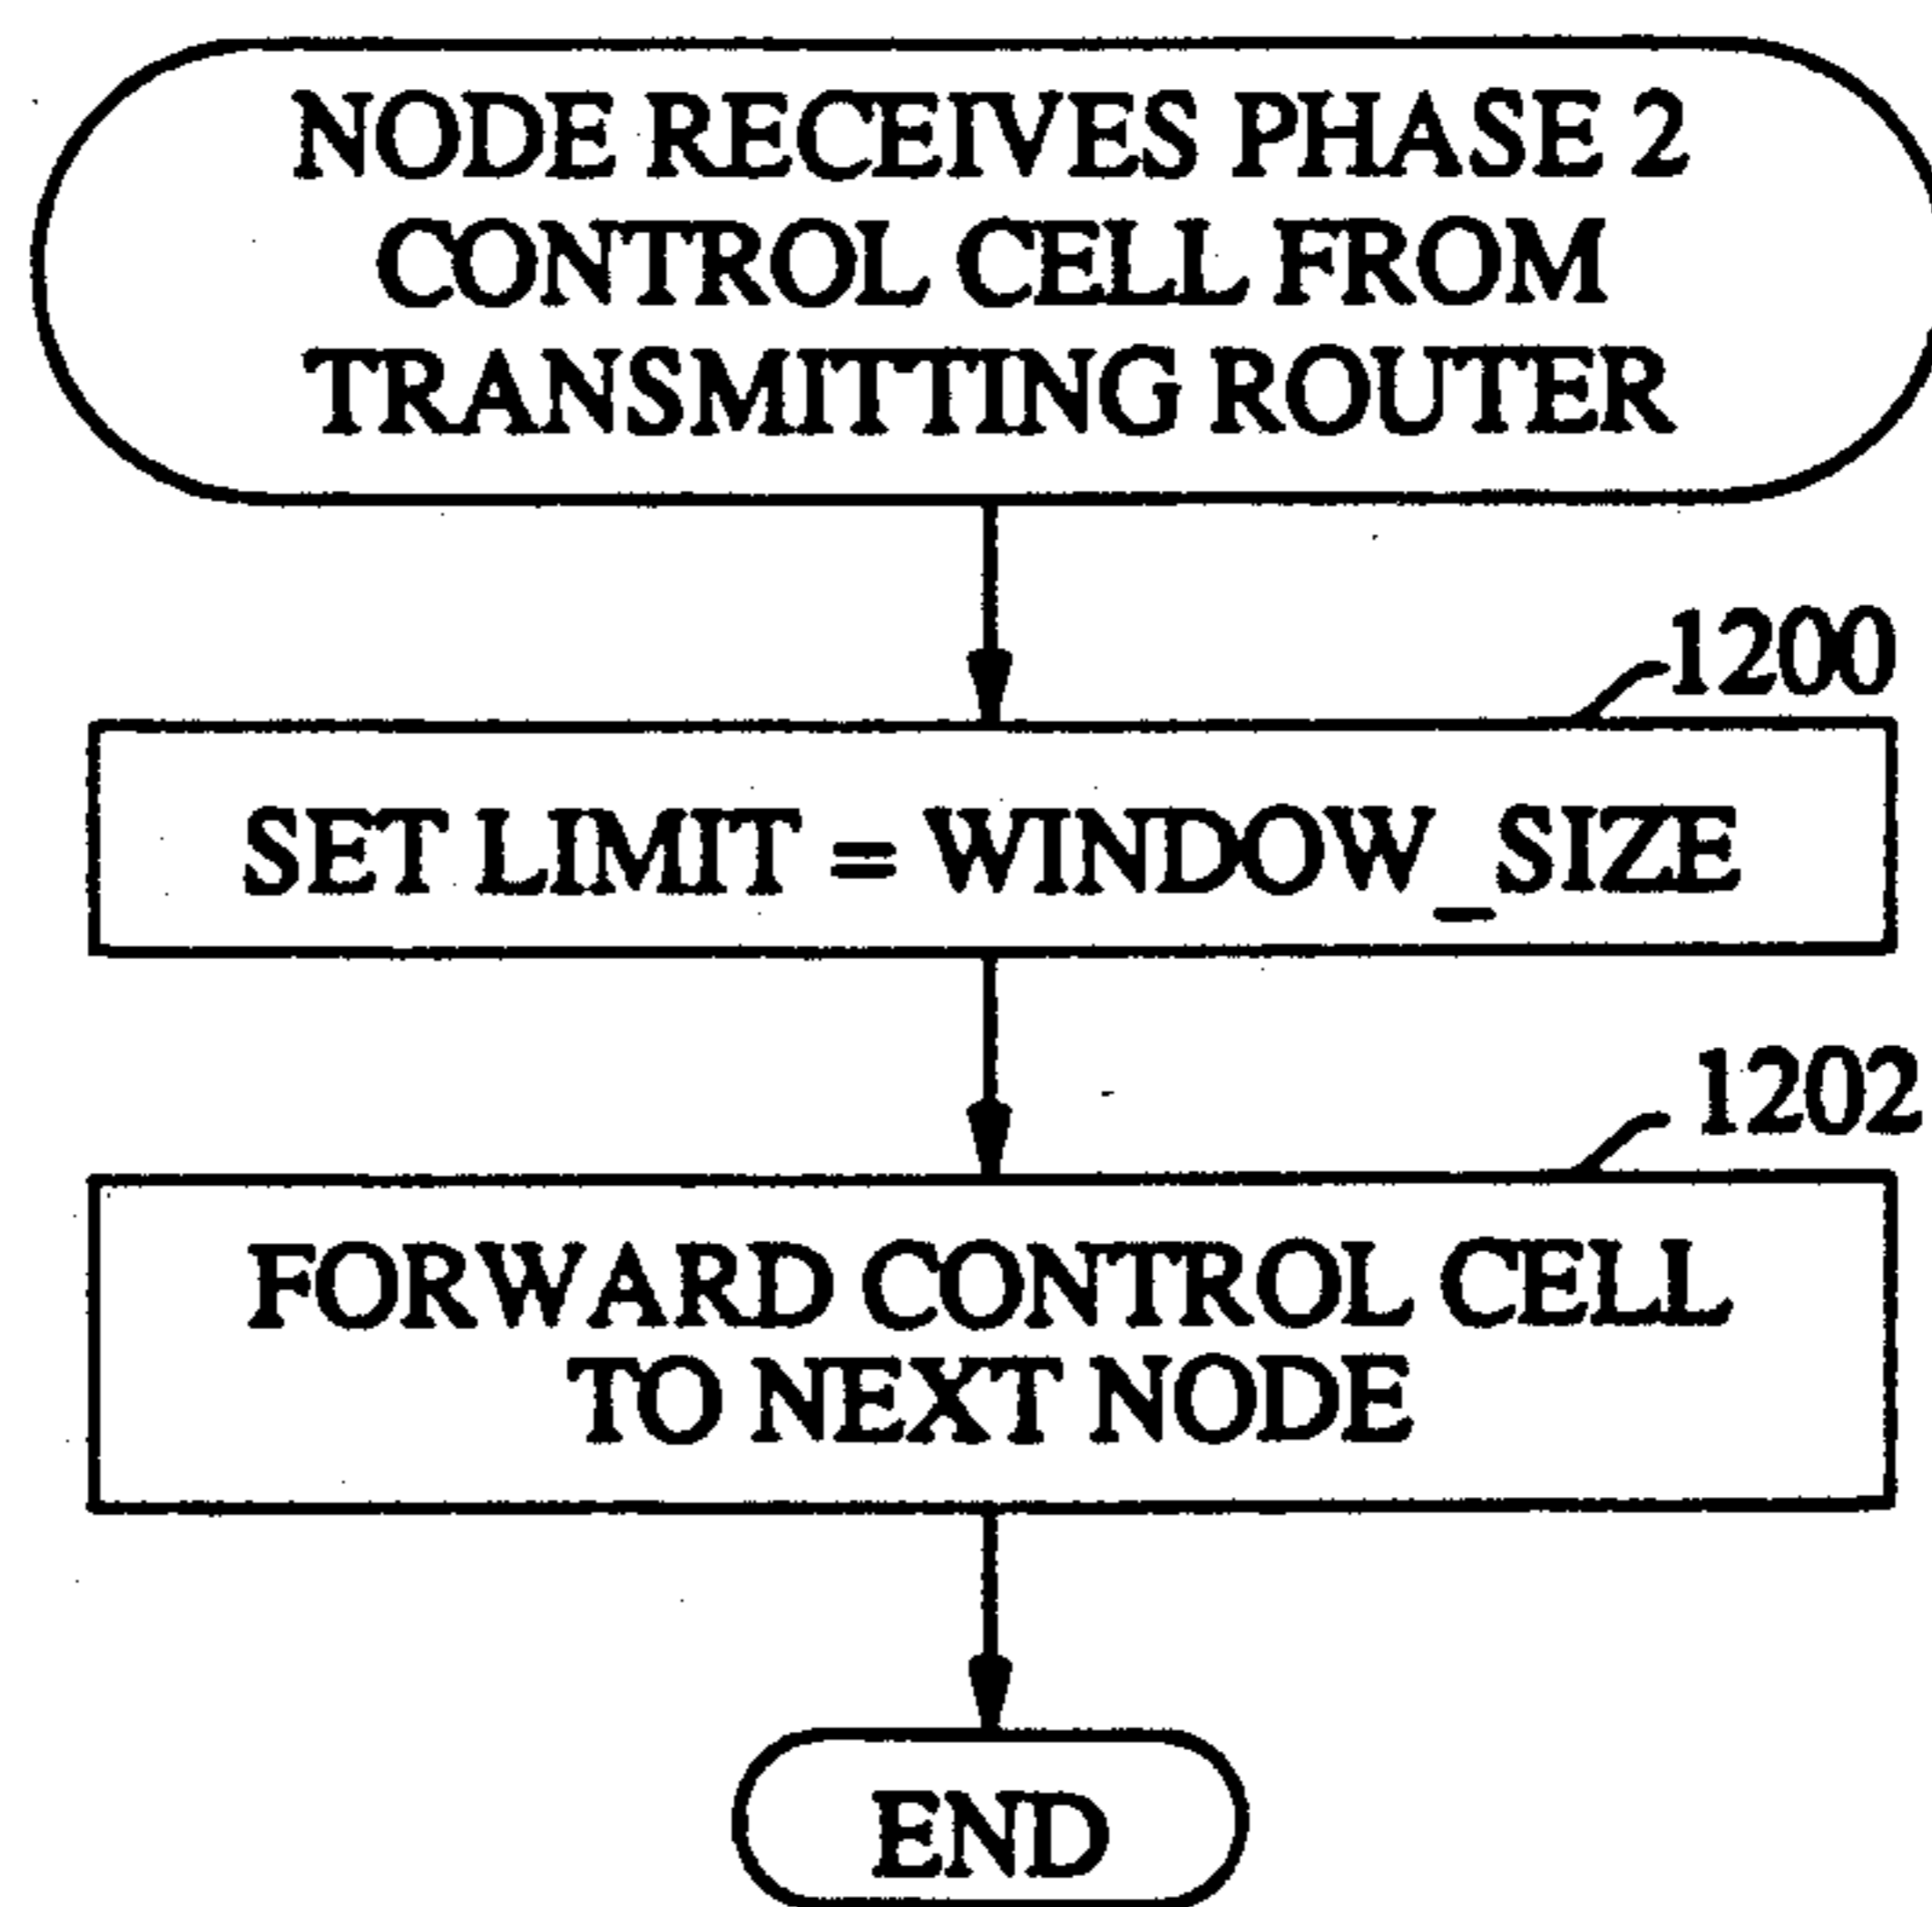 NODE RECEIVES PHASE 2
CONTROL CELL FROM
TRANSMITTING ROUTER
1200
SET LIMIT = WINDOW_SIZE
1202
FORWARD CONTROL CELL
TO NEXT NODE
END